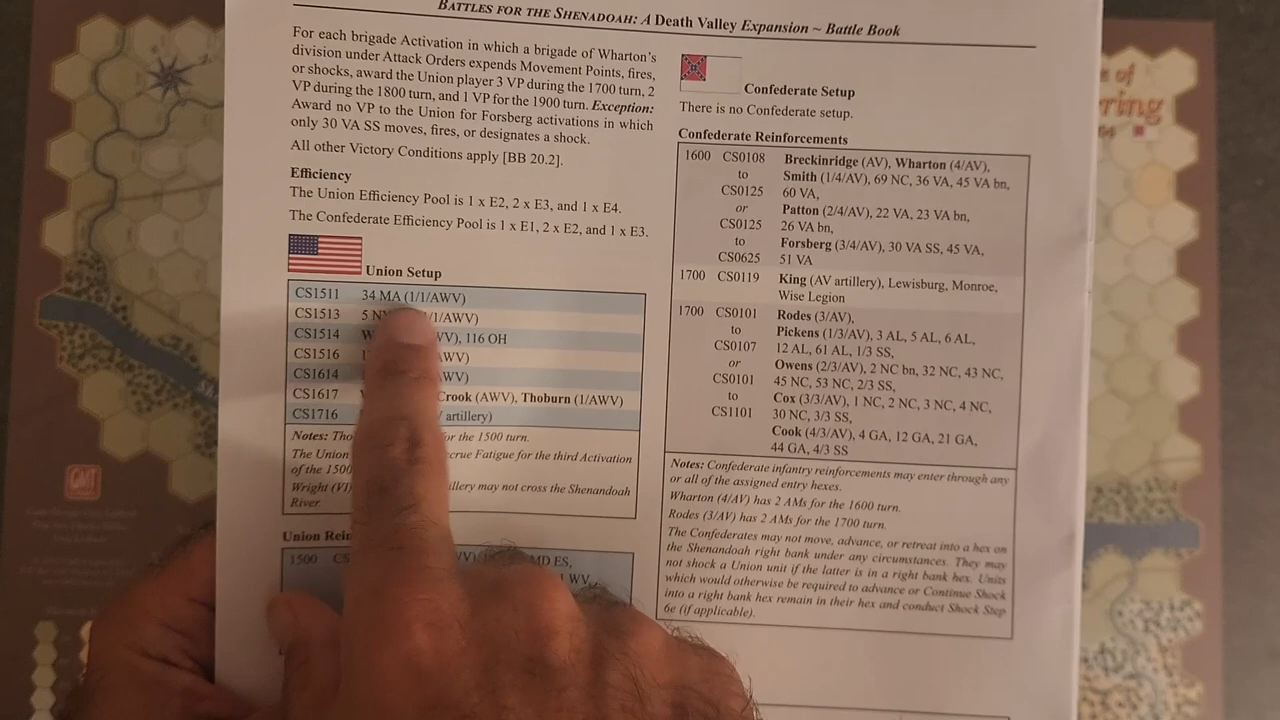 BATTLES FOR THE SHENADOAH: A Death Valley Expansion ~ Battle Book
For each brigade Activation in which a brigade of Wharton's
division under Attack Orders expends Movement Points, fires,
or shocks, award the Union player 3 VP during the 1700 turn, 2
VP during the 1800 turn, and 1 VP for the 1900 turn. Exception:
Award no VP to the Union for Forsberg activations in which
only 30 VA SS moves, fires, or designates a shock.
All other Victory Conditions apply [BB 20.2].
Efficiency
The Union Efficiency Pool is 1 x E2, 2 x E3, and 1 x E4.
The Confederate Efficiency Pool is 1 x E1, 2 x E2, and 1 x E3.
Union Setup
CS1511 34 MA (1/1/AWV)
CS1513 5 /1/AWV)
CS1514 116 OH
CS1516
CS1614
CS1617 Crook (AWV), Thoburn (1/AWV)
CS1716 artillery)
Notes: for the 1500 turn.
The Union Fatigue for the third Activation
of the 1500
Wright may not cross the Shenandoah
River.
Union
1500 MD ES,
WV,
Confederate Setup
There is no Confederate setup.
Confederate Reinforcements
1600 CS0108 Breckinridge (AV), Wharton (4/AV),
to Smith (1/4/AV), 69 NC, 36 VA, 45 VA bn,
CS0125 60 VA,
or Patton (2/4/AV), 22 VA, 23 VA bn,
CS0125 26 VA bn,
to Forsberg (3/4/AV), 30 VA SS, 45 VA,
CS0625 51 VA
1700 CS0119 King (AV artillery), Lewisburg, Monroe,
Wise Legion
1700 CS0101 Rodes (3/AV),
to Pickens (1/3/AV), 3 AL, 5 AL, 6 AL,
CS0107 12 AL, 61 AL, 1/3 SS,
or Owens (2/3/AV), 2 NC bn, 32 NC, 43 NC,
CS0101 45 NC, 53 NC, 2/3 SS,
to Cox (3/3/AV), 1 NC, 2 NC, 3 NC, 4 NC,
CS1101 30 NC, 3/3 SS,
Cook (4/3/AV), 4 GA, 12 GA, 21 GA,
44 GA, 4/3 SS
Notes: Confederate infantry reinforcements may enter through any
or all of the assigned entry hexes.
Wharton (4/AV) has 2 AMs for the 1600 turn.
Rodes (3/AV) has 2 AMs for the 1700 turn.
The Confederates may not move, advance, or retreat into a hex on
the Shenandoah right bank under any circumstances. They may
not shock a Union unit if the latter is in a right bank hex. Units
which would otherwise be required to advance or Continue Shock
into a right bank hex remain in their hex and conduct Shock Step
6e (if applicable).
of
GMT